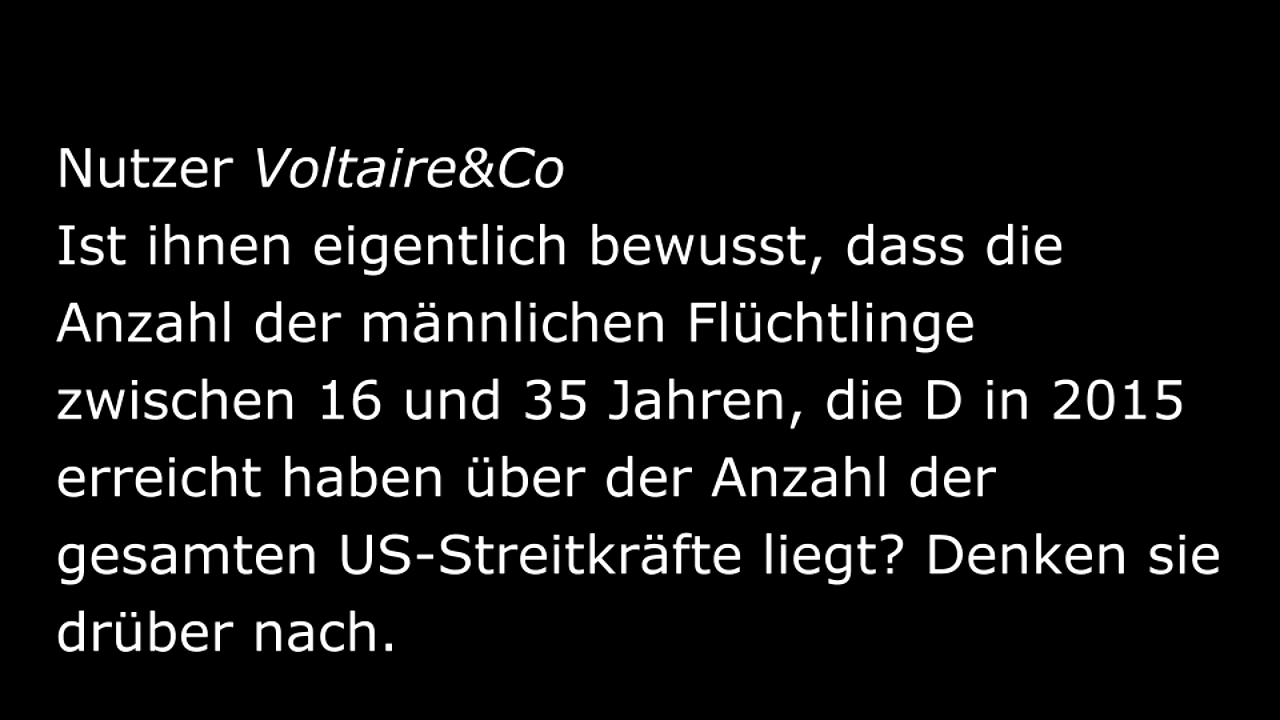 Nutzer Voltaire&Co
Ist ihnen eigentlich bewusst, dass die
Anzahl der männlichen Flüchtlinge
zwischen 16 und 35 Jahren, die D in 2015
erreicht haben über der Anzahl der
gesamten US-Streitkräfte liegt? Denken sie
drüber nach.